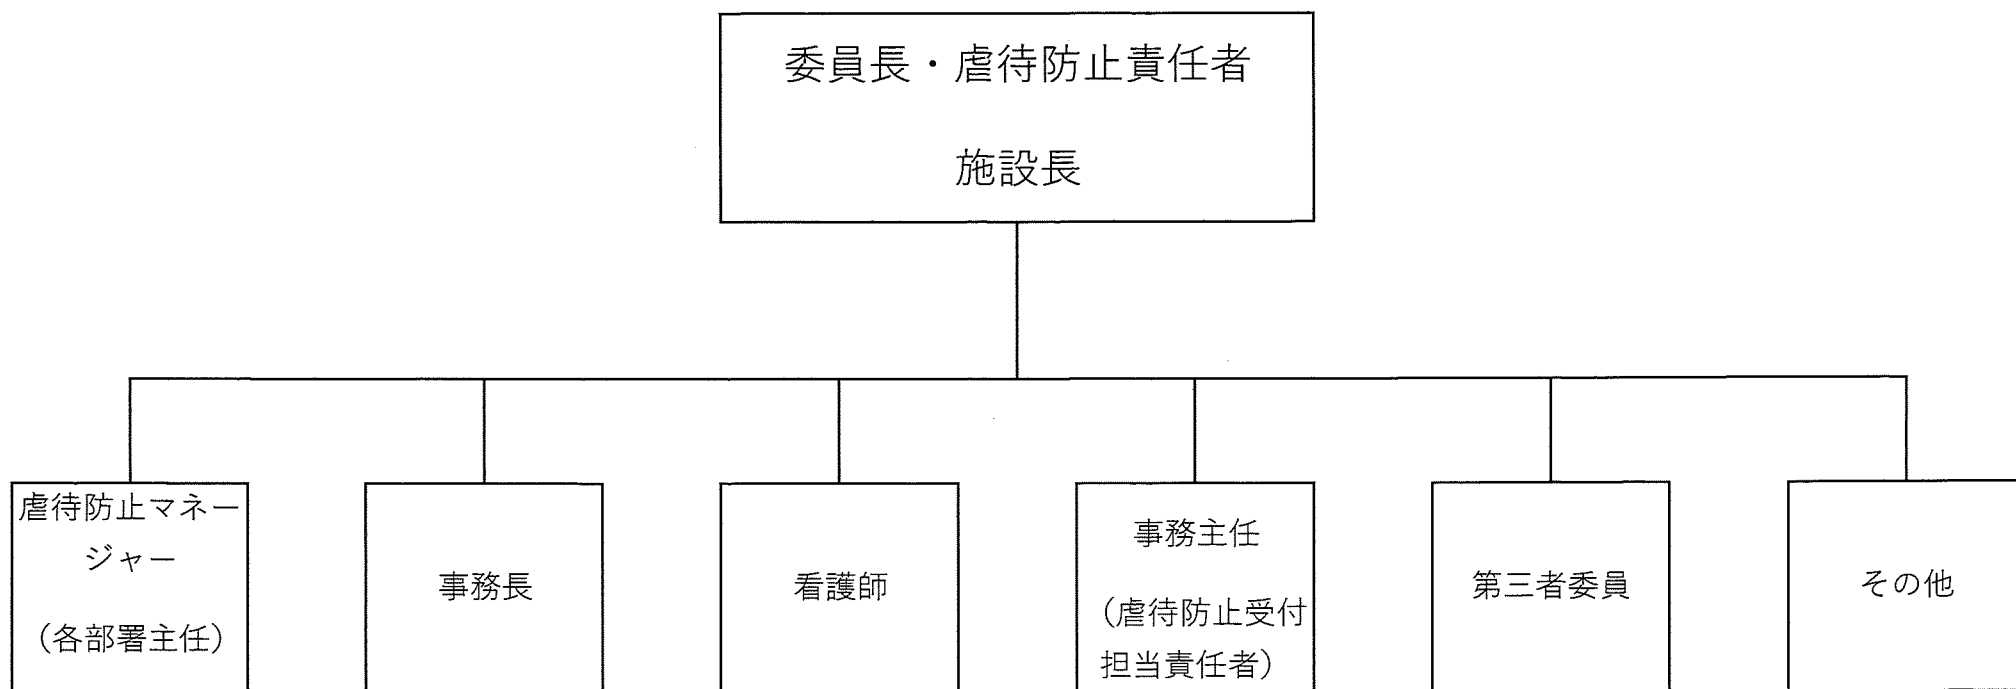 委員長・虐待防止責任者
施設長
虐待防止マネー
ジャー
（各部署主任）
事務長
看護師
事務主任
（虐待防止受付
担当責任者）
第三者委員
その他